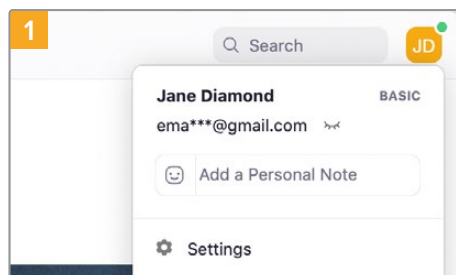 1
Search
JD
Jane Diamond BASIC
ema***@gmail.com
Add a Personal Note
Settings